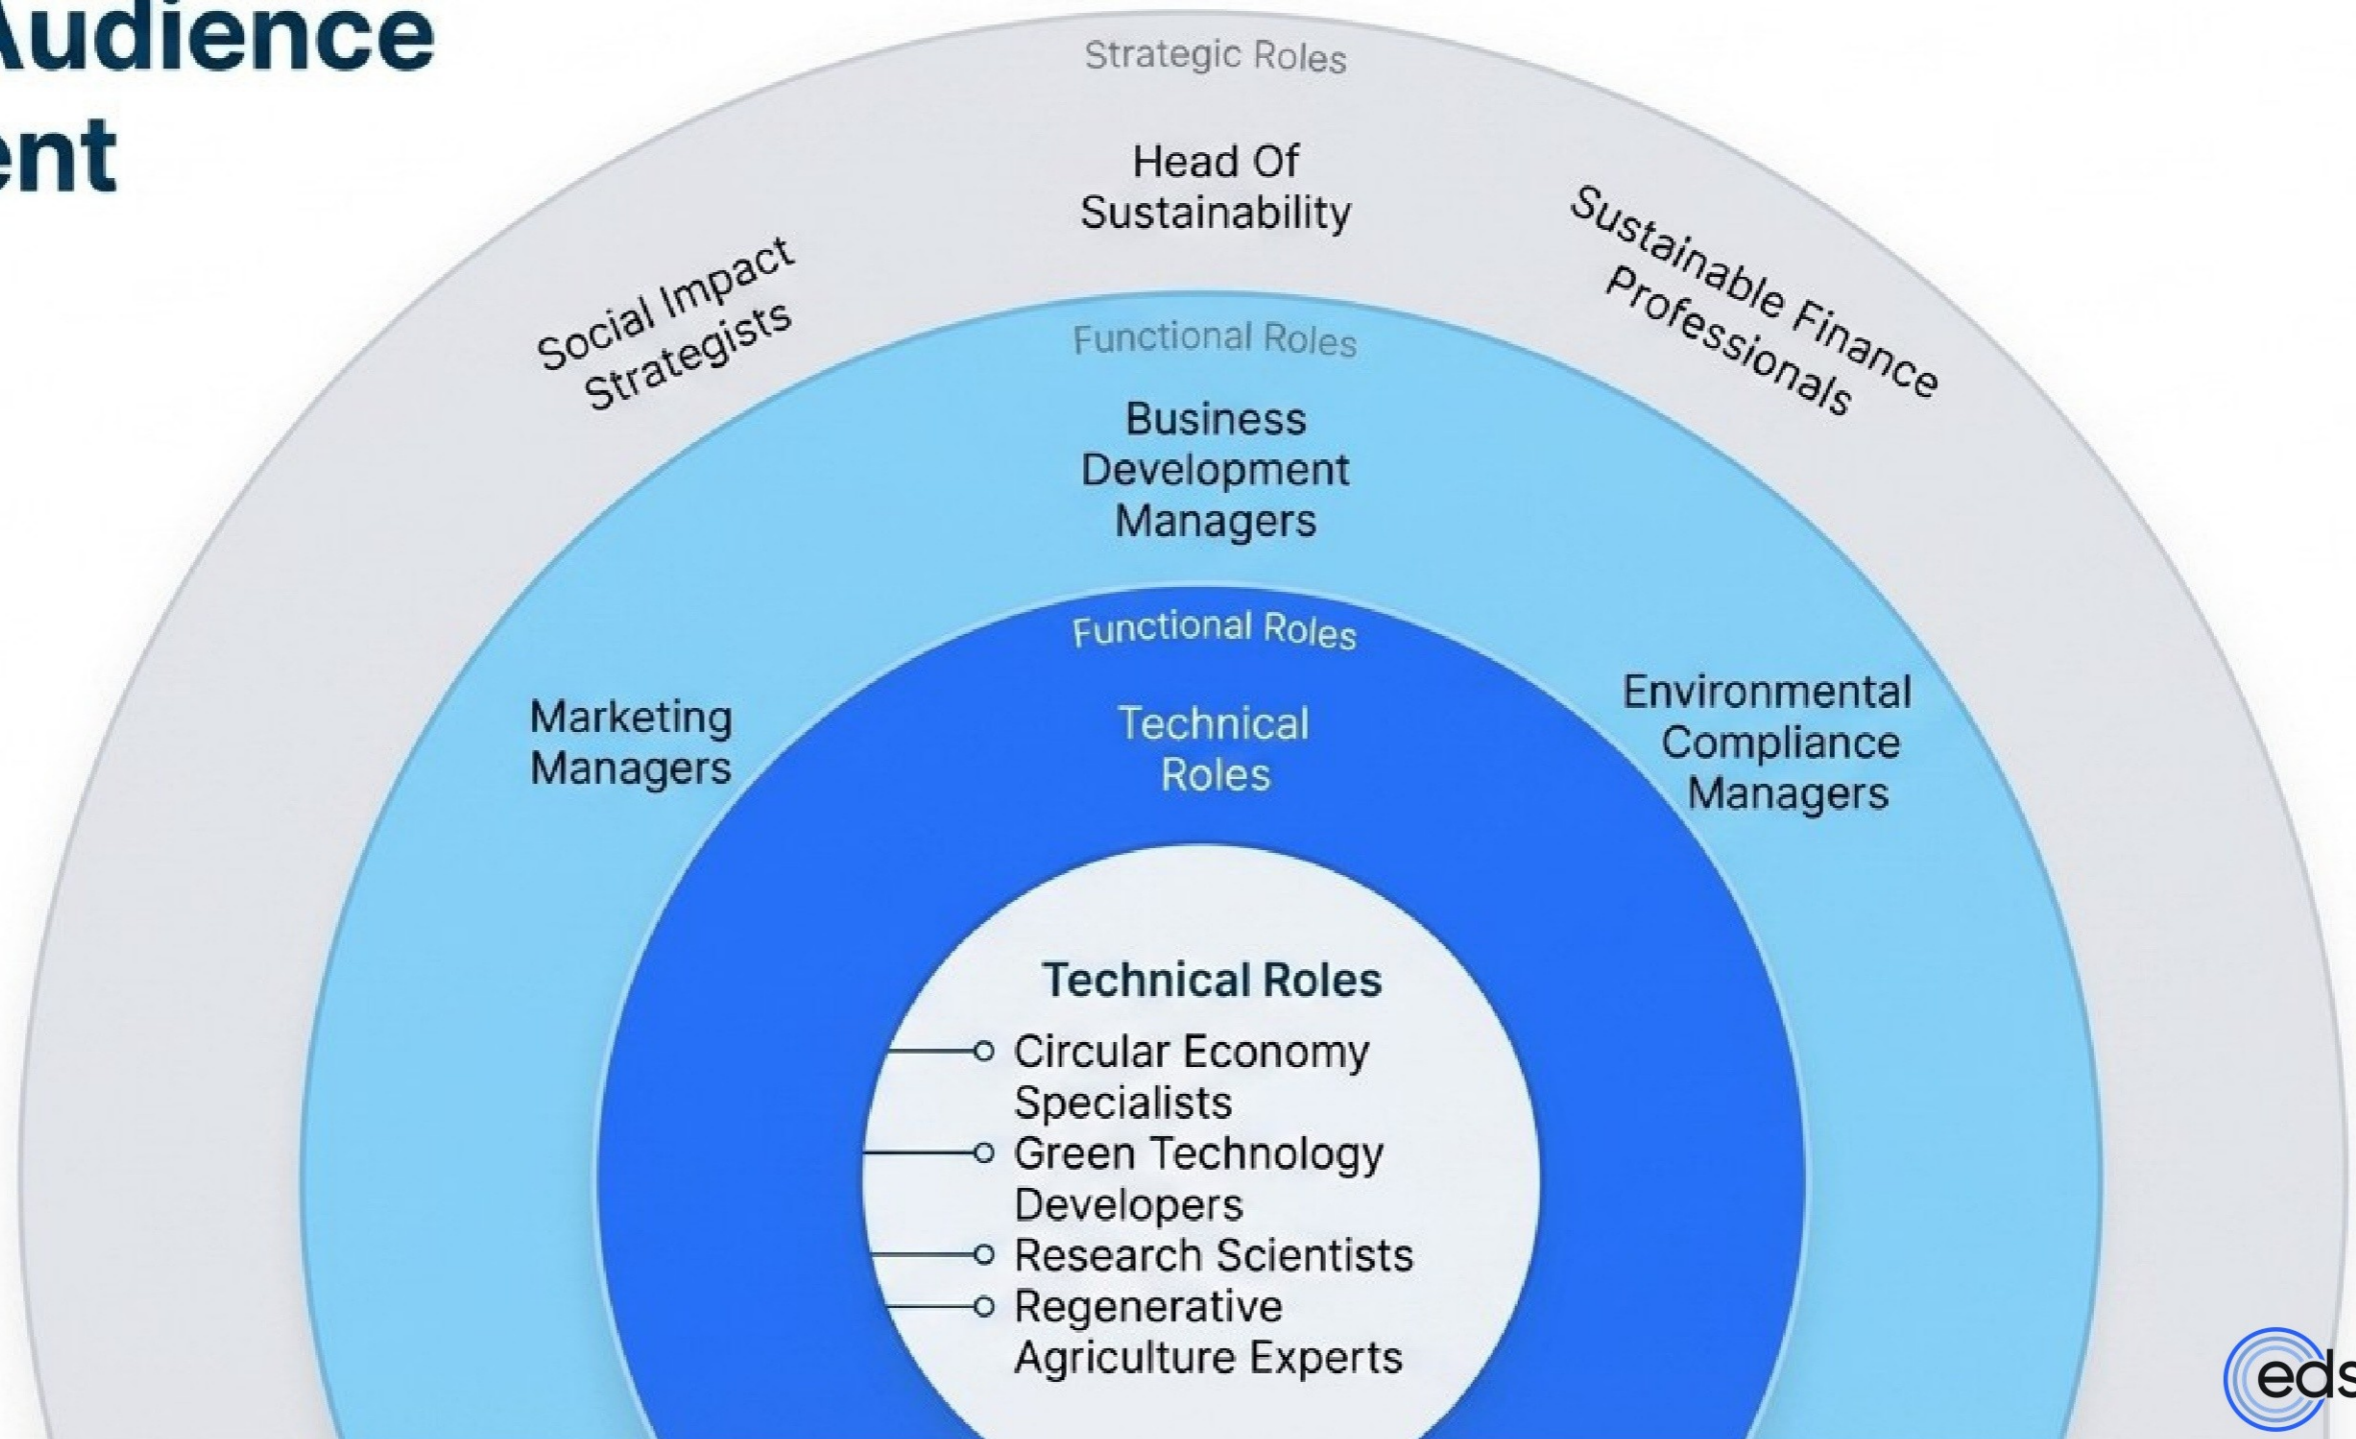 Audience
ent
Strategic Roles
Head Of
Sustainability
Social Impact
Strategists
Sustainable Finance
Professionals
Functional Roles
Business
Development
Managers
Marketing
Managers
Environmental
Compliance
Managers
Functional Roles
Technical
Roles
Technical Roles
Circular Economy
Specialists
Green Technology
Developers
Research Scientists
Regenerative
Agriculture Experts
eds